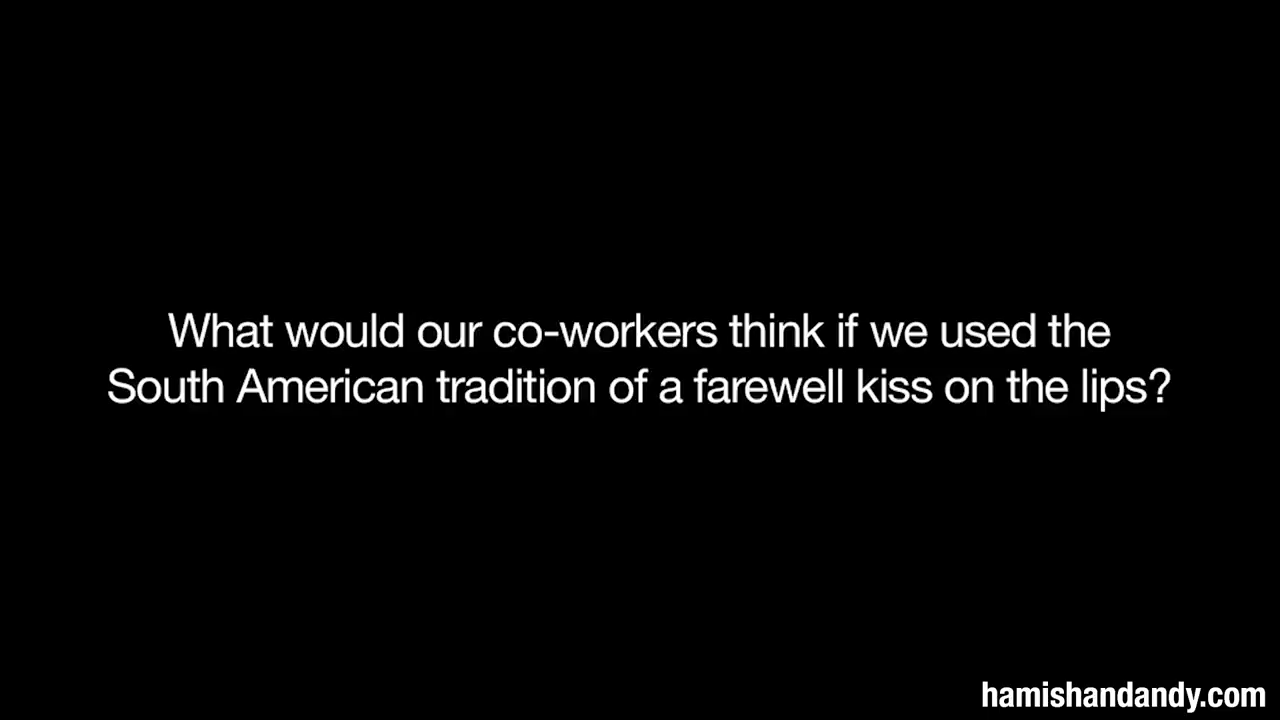 What would our co-workers think if we used the
South American tradition of a farewell kiss on the lips?
hamishandandy.com